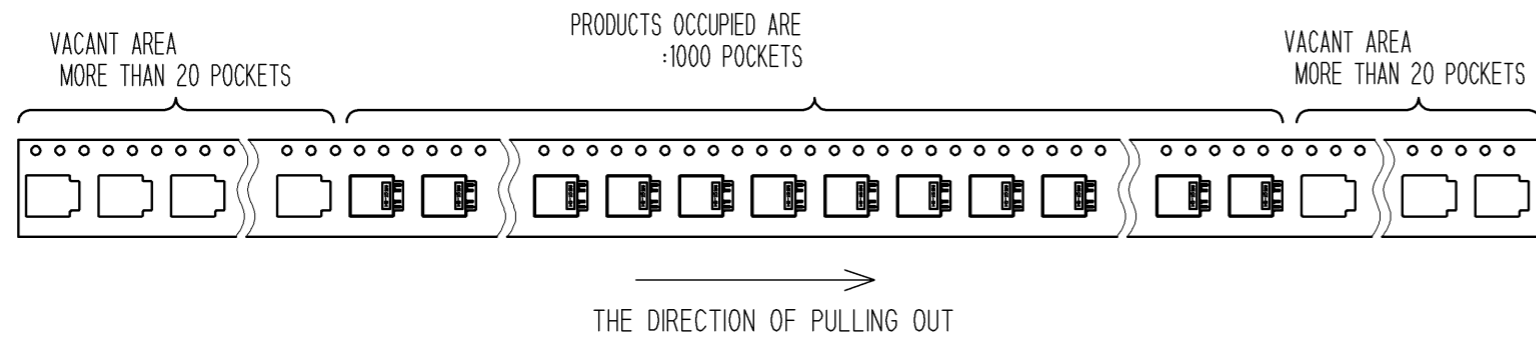 VACANT AREA
MORE THAN 20 POCKETS
PRODUCTS OCCUPIED ARE
:1000 POCKETS
VACANT AREA
MORE THAN 20 POCKETS
THE DIRECTION OF PULLING OUT